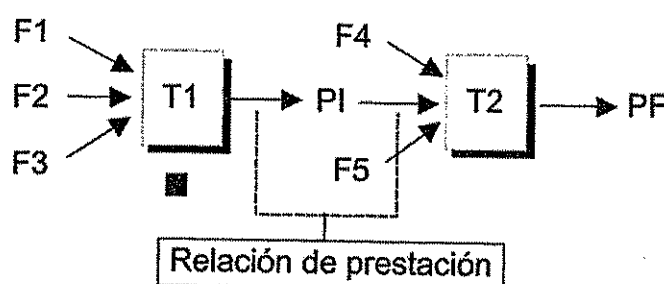 F1
F2
F3
T1
PI
F4
F5
T2
PF
Relación de prestación